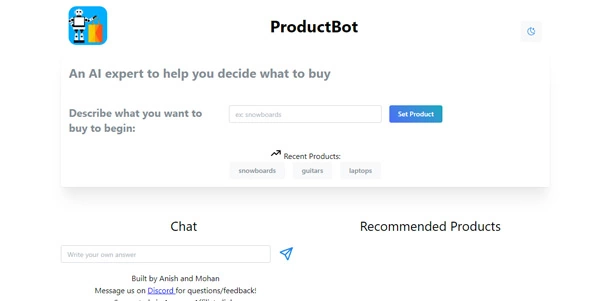 ProductBot
An AI expert to help you decide what to buy
Describe what you want to
buy to begin:
ex: snowboards
Set Product
Recent Products:
snowboards
guitars
laptops
Chat
Recommended Products
Write your own answer
Built by Anish and Mohan
Message us on Discord for questions/feedback!